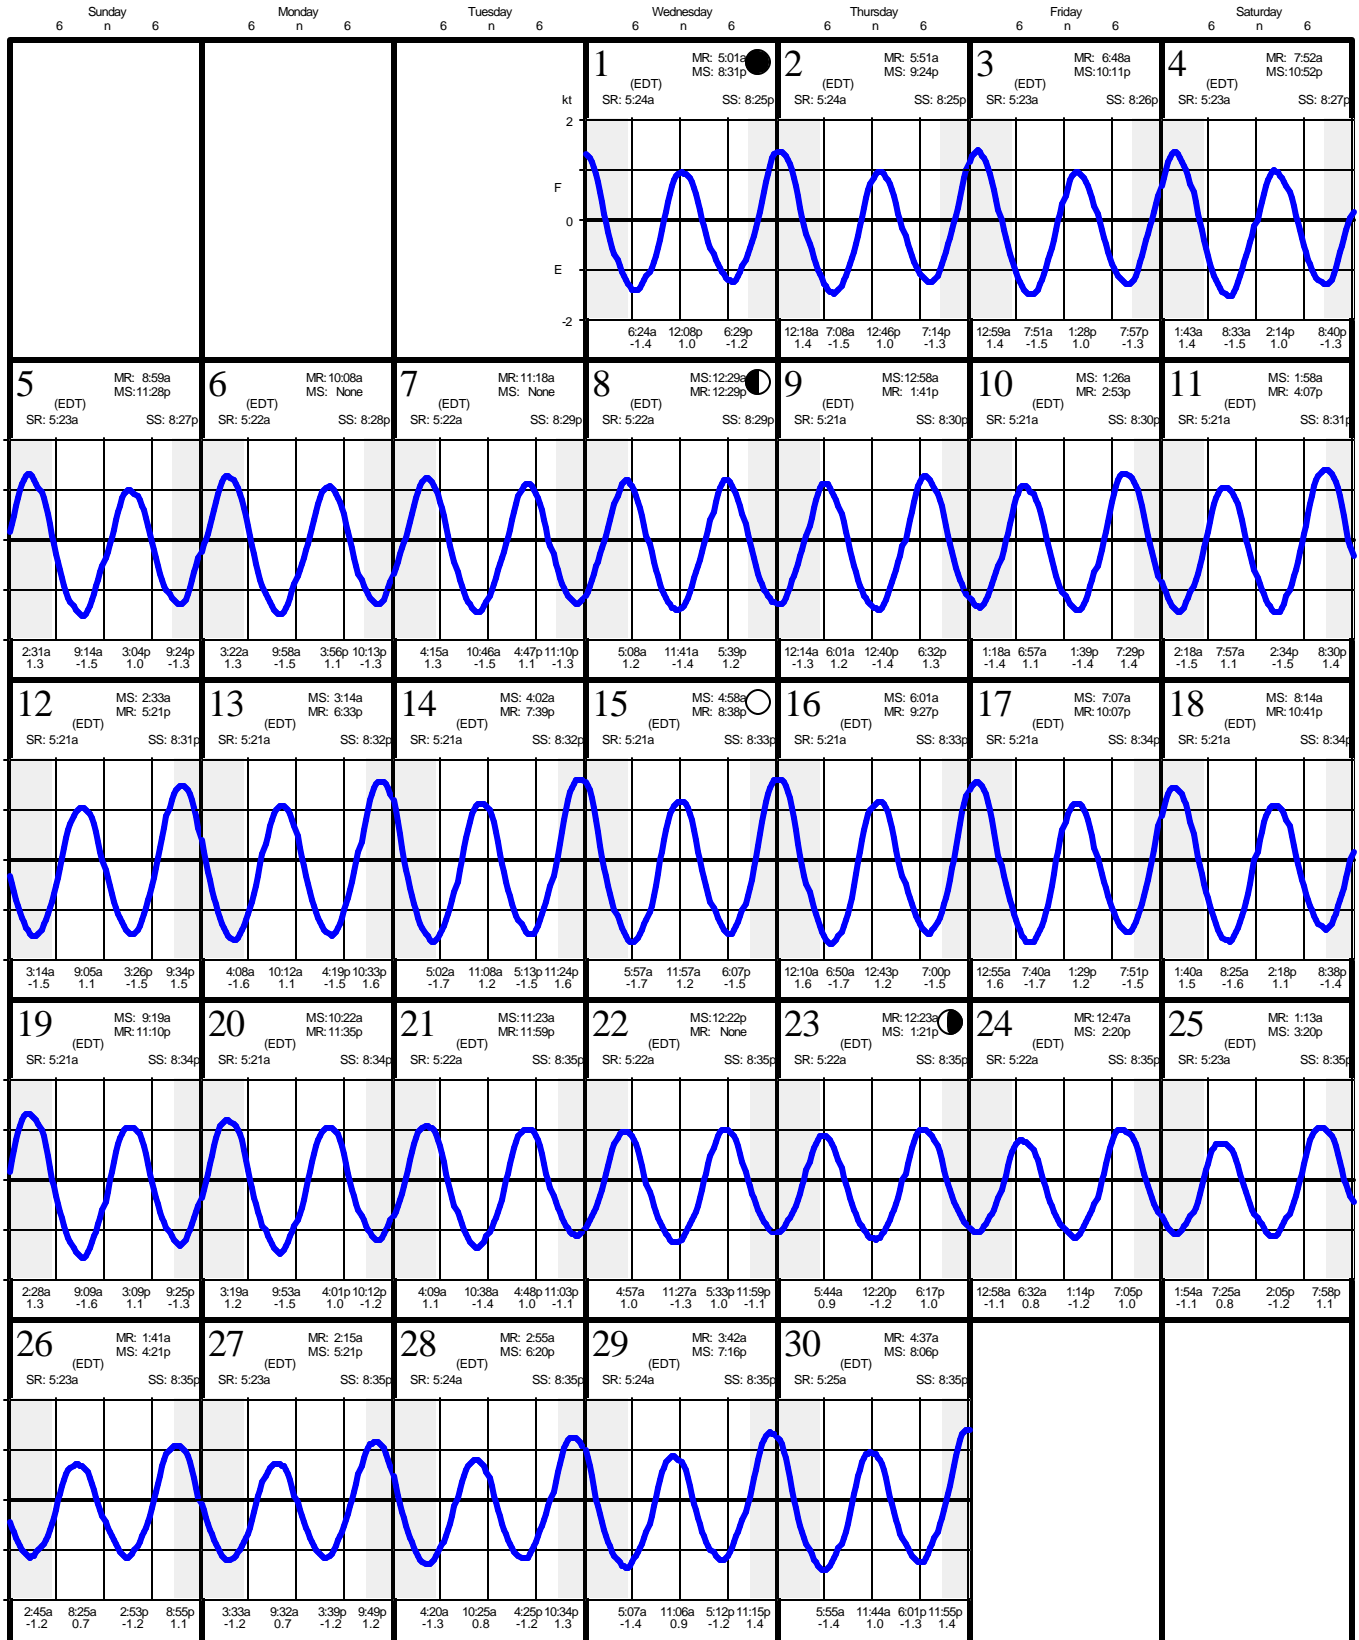 Sunday Monday Tuesday Wednesday Thursday Friday Saturday
6 n 6 6 n 6 6 n 6 6 n 6 6 n 6 6 n 6 6 n 6
1 MR: 5:01a
MS: 8:31p
(EDT)
SR: 5:24a SS: 8:25p
2 MR: 5:51a
MS: 9:24p
(EDT)
SR: 5:24a SS: 8:25p
3 MR: 6:48a
MS:10:11p
(EDT)
SR: 5:23a SS: 8:26p
4 MR: 7:52a
MS:10:52p
(EDT)
SR: 5:23a SS: 8:27p
kt
2
F
0
E
-2
6:24a 12:08p 6:29p
-1.4 1.0 -1.2
12:18a 7:08a 12:46p 7:14p
1.4 -1.5 1.0 -1.3
12:59a 7:51a 1:28p 7:57p
1.4 -1.5 1.0 -1.3
1:43a 8:33a 2:14p 8:40p
1.4 -1.5 1.0 -1.3
5 MR: 8:59a
MS:11:28p
(EDT)
SR: 5:23a SS: 8:27p
6 MR:10:08a
MS: None
(EDT)
SR: 5:22a SS: 8:28p
7 MR:11:18a
MS: None
(EDT)
SR: 5:22a SS: 8:29p
8 MS:12:29a
MR:12:29p
(EDT)
SR: 5:22a SS: 8:29p
9 MS:12:58a
MR: 1:41p
(EDT)
SR: 5:21a SS: 8:30p
10 MS: 1:26a
MR: 2:53p
(EDT)
SR: 5:21a SS: 8:30p
11 MS: 1:58a
MR: 4:07p
(EDT)
SR: 5:21a SS: 8:31p
2:31a 9:14a 3:04p 9:24p
1.3 -1.5 1.0 -1.3
3:22a 9:58a 3:56p 10:13p
1.3 -1.5 1.1 -1.3
4:15a 10:46a 4:47p 11:10p
1.3 -1.5 1.1 -1.3
5:08a 11:41a 5:39p
1.2 -1.4 1.2
12:14a 6:01a 12:40p 6:32p
-1.3 1.2 -1.4 1.3
1:18a 6:57a 1:39p 7:29p
-1.4 1.1 -1.4 1.4
2:18a 7:57a 2:34p 8:30p
-1.5 1.1 -1.5 1.4
12 MS: 2:33a
MR: 5:21p
(EDT)
SR: 5:21a SS: 8:31p
13 MS: 3:14a
MR: 6:33p
(EDT)
SR: 5:21a SS: 8:32p
14 MS: 4:02a
MR: 7:39p
(EDT)
SR: 5:21a SS: 8:32p
15 MS: 4:58a
MR: 8:38p
(EDT)
SR: 5:21a SS: 8:33p
16 MS: 6:01a
MR: 9:27p
(EDT)
SR: 5:21a SS: 8:33p
17 MS: 7:07a
MR:10:07p
(EDT)
SR: 5:21a SS: 8:34p
18 MS: 8:14a
MR:10:41p
(EDT)
SR: 5:21a SS: 8:34p
3:14a 9:05a 3:26p 9:34p
-1.5 1.1 -1.5 1.5
4:08a 10:12a 4:19p 10:33p
-1.6 1.1 -1.5 1.6
5:02a 11:08a 5:13p 11:24p
-1.7 1.2 -1.5 1.6
5:57a 11:57a 6:07p
-1.7 1.2 -1.5
12:10a 6:50a 12:43p 7:00p
1.6 -1.7 1.2 -1.5
12:55a 7:40a 1:29p 7:51p
1.6 -1.7 1.2 -1.5
1:40a 8:25a 2:18p 8:38p
1.5 -1.6 1.1 -1.4
19 MS: 9:19a
MR:11:10p
(EDT)
SR: 5:21a SS: 8:34p
20 MS:10:22a
MR:11:35p
(EDT)
SR: 5:21a SS: 8:34p
21 MS:11:23a
MR:11:59p
(EDT)
SR: 5:22a SS: 8:35p
22 MS:12:22p
MR: None
(EDT)
SR: 5:22a SS: 8:35p
23 MR:12:23a
MS: 1:21p
(EDT)
SR: 5:22a SS: 8:35p
24 MR:12:47a
MS: 2:20p
(EDT)
SR: 5:22a SS: 8:35p
25 MR: 1:13a
MS: 3:20p
(EDT)
SR: 5:23a SS: 8:35p
2:28a 9:09a 3:09p 9:25p
1.3 -1.6 1.1 -1.3
3:19a 9:53a 4:01p 10:12p
1.2 -1.5 1.0 -1.2
4:09a 10:38a 4:48p 11:03p
1.1 -1.4 1.0 -1.1
4:57a 11:27a 5:33p 11:59p
1.0 -1.3 1.0 -1.1
5:44a 12:20p 6:17p
0.9 -1.2 1.0
12:58a 6:32a 1:14p 7:05p
-1.1 0.8 -1.2 1.0
1:54a 7:25a 2:05p 7:58p
-1.1 0.8 -1.2 1.1
26 MR: 1:41a
MS: 4:21p
(EDT)
SR: 5:23a SS: 8:35p
27 MR: 2:15a
MS: 5:21p
(EDT)
SR: 5:23a SS: 8:35p
28 MR: 2:55a
MS: 6:20p
(EDT)
SR: 5:24a SS: 8:35p
29 MR: 3:42a
MS: 7:16p
(EDT)
SR: 5:24a SS: 8:35p
30 MR: 4:37a
MS: 8:06p
(EDT)
SR: 5:25a SS: 8:35p
2:45a 8:25a 2:53p 8:55p
-1.2 0.7 -1.2 1.1
3:33a 9:32a 3:39p 9:49p
-1.2 0.7 -1.2 1.2
4:20a 10:25a 4:25p 10:34p
-1.3 0.8 -1.2 1.3
5:07a 11:06a 5:12p 11:15p
-1.4 0.9 -1.2 1.4
5:55a 11:44a 6:01p 11:55p
-1.4 1.0 -1.3 1.4